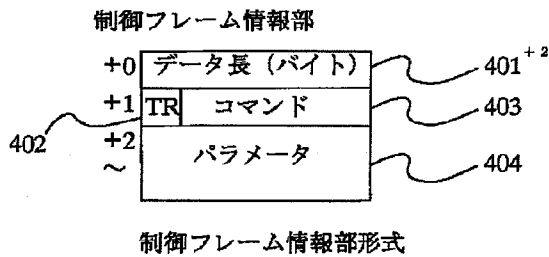 制御フレーム情報部
+0 データ長（バイト） 401+2
+1 TR コマンド 403
402
+2 パラメータ
～ 404
制御フレーム情報部形式